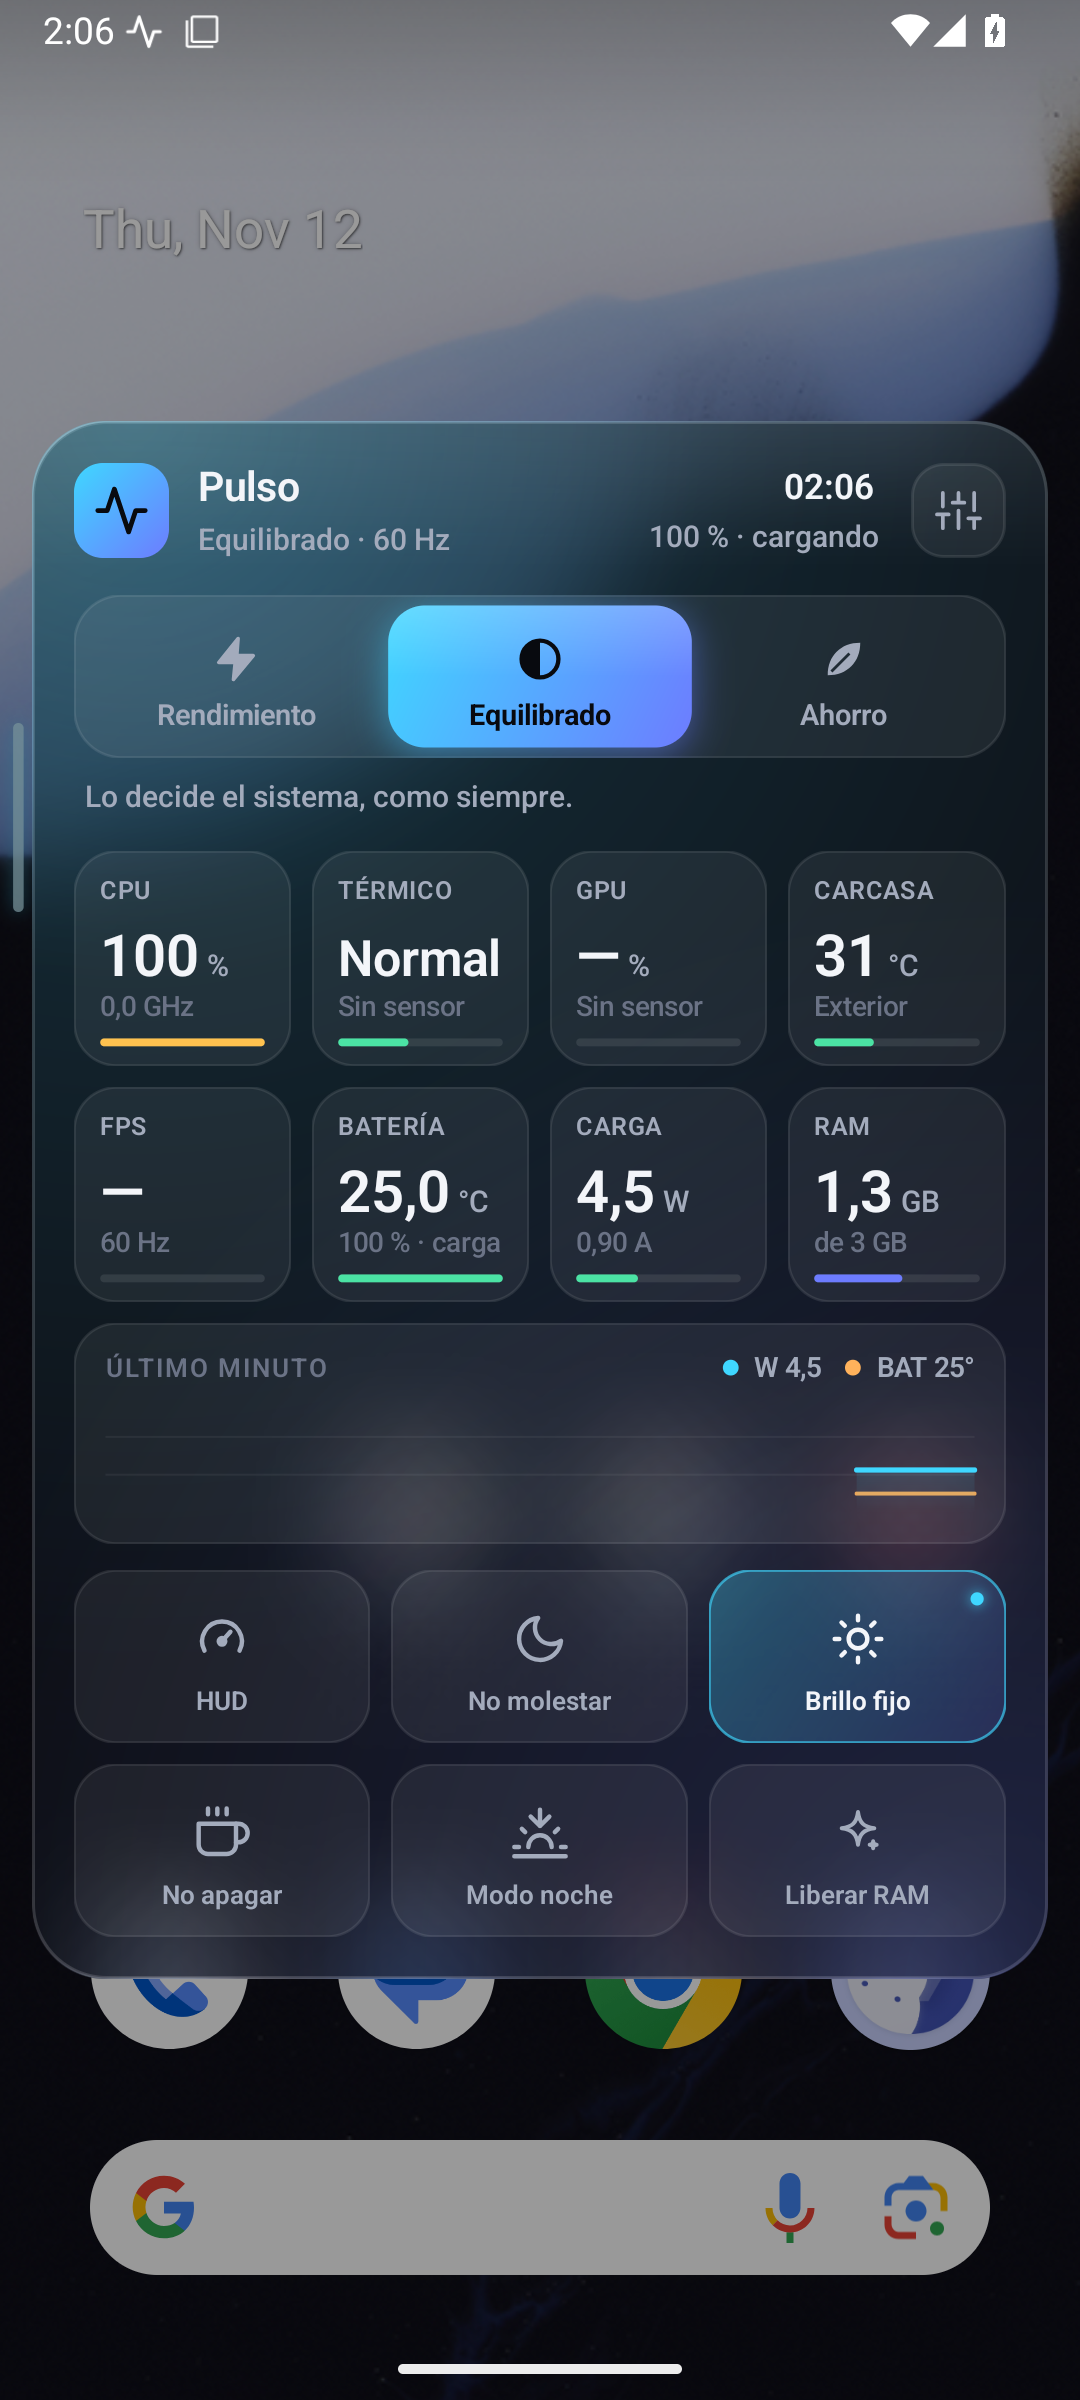 2:06
Thu, Nov 12
Pulso
Equilibrado · 60 Hz
02:06
100 % · cargando
Rendimiento
Equilibrado
Ahorro
Lo decide el sistema, como siempre.
CPU
100 %
0,0 GHz
TÉRMICO
Normal
Sin sensor
GPU
— %
Sin sensor
CARCASA
31 °C
Exterior
FPS
—
60 Hz
BATERÍA
25,0 °C
100 % · carga
CARGA
4,5 W
0,90 A
RAM
1,3 GB
de 3 GB
ÚLTIMO MINUTO
W 4,5
BAT 25°
HUD
No molestar
Brillo fijo
No apagar
Modo noche
Liberar RAM